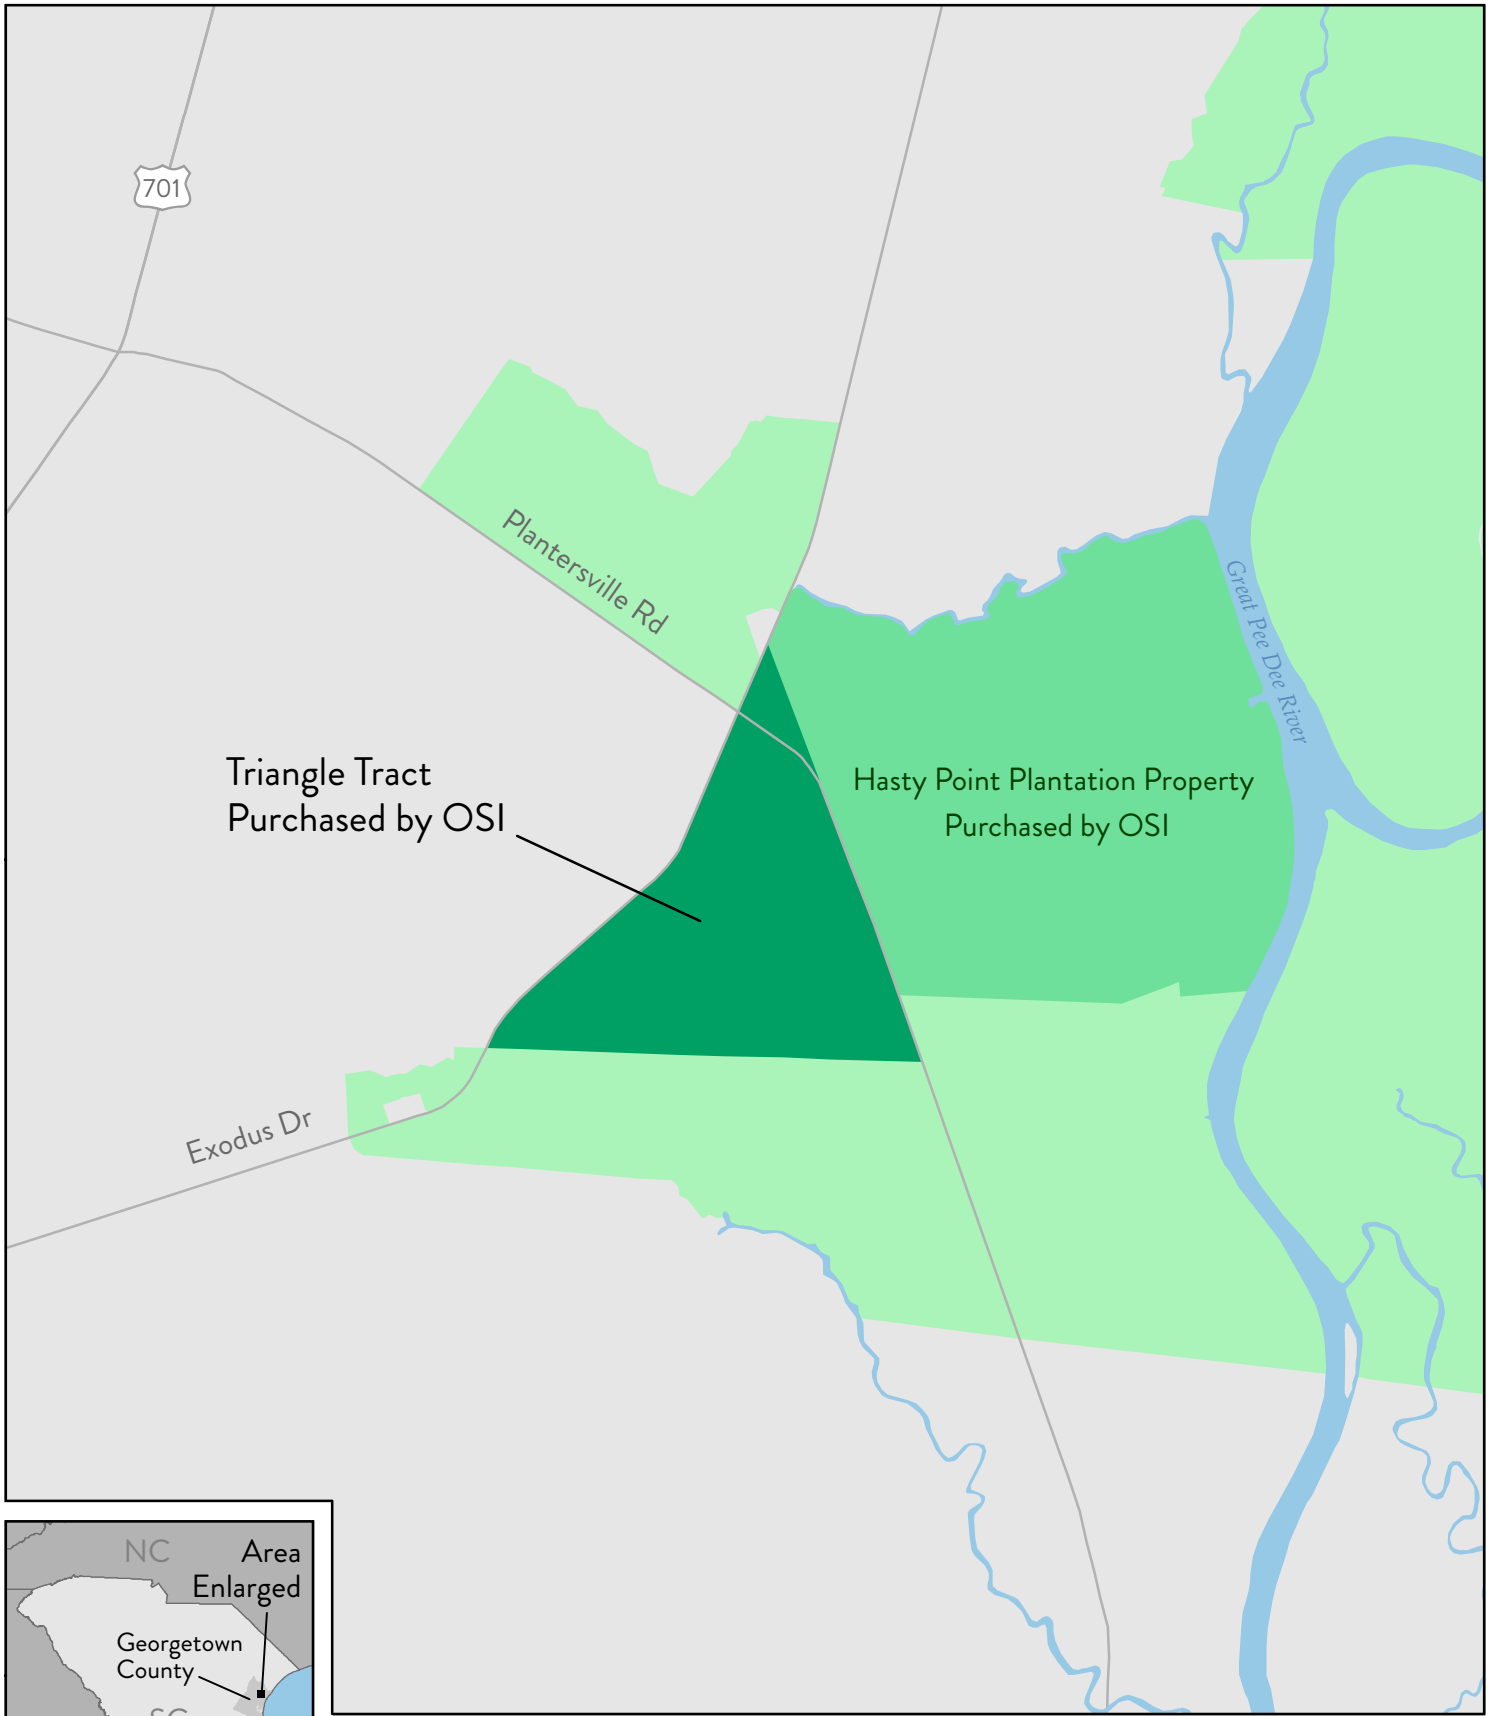 701
Plantersville Rd
Great Pee Dee River
Triangle Tract
Purchased by OSI
Hasty Point Plantation Property
Purchased by OSI
Exodus Dr
NC
Area
Enlarged
Georgetown
County
SC